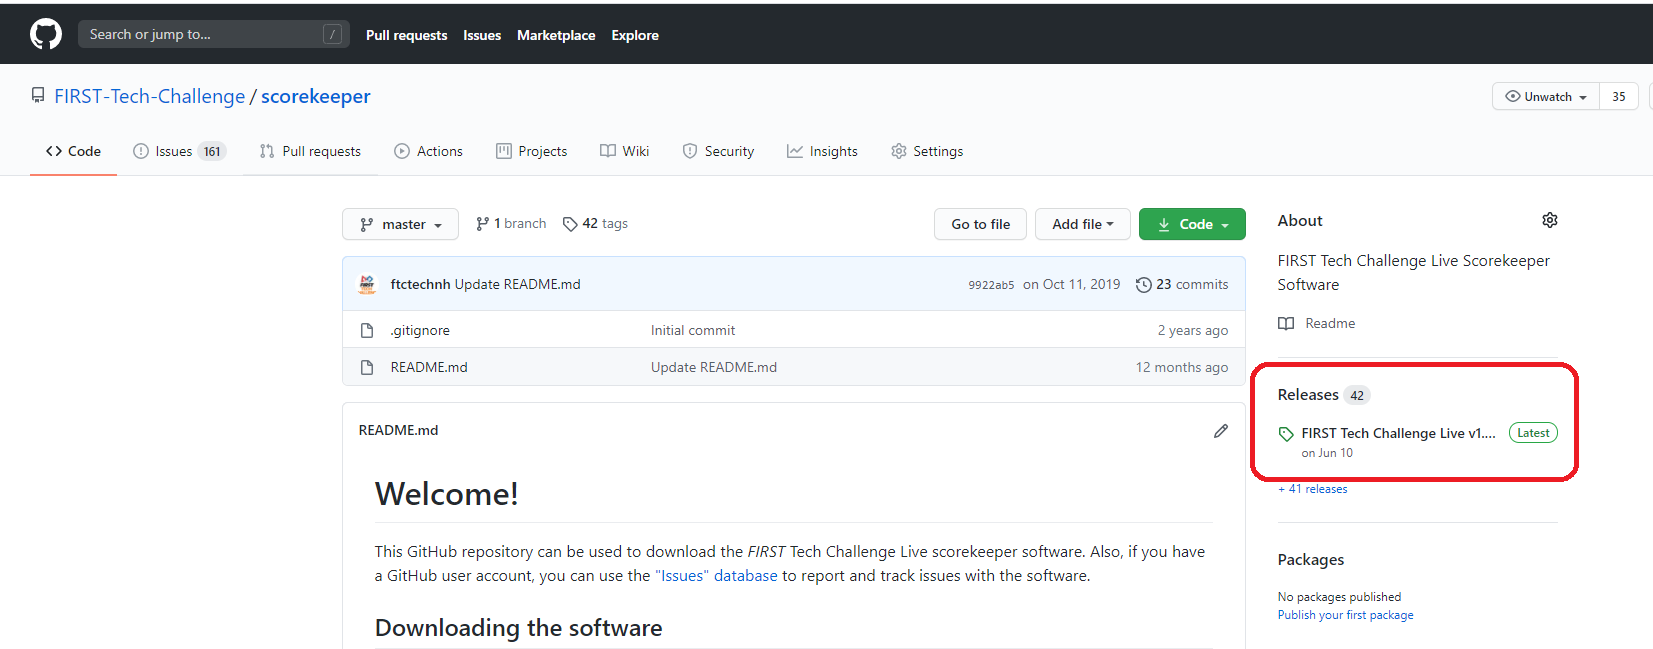 Search or jump to... /
Pull requests Issues Marketplace Explore
FIRST-Tech-Challenge / scorekeeper
Unwatch 35
Code Issues 161 Pull requests Actions Projects Wiki Security Insights Settings
master 1 branch 42 tags
Go to file Add file Code
ftctechnh Update README.md 9922ab5 on Oct 11, 2019 23 commits
.gitignore Initial commit 2 years ago
README.md Update README.md 12 months ago
README.md
Welcome!
This GitHub repository can be used to download the FIRST Tech Challenge Live scorekeeper software. Also, if you have
a GitHub user account, you can use the "Issues" database to report and track issues with the software.
Downloading the software
About
FIRST Tech Challenge Live Scorekeeper
Software
Readme
Releases 42
FIRST Tech Challenge Live v1.... Latest
on Jun 10
+ 41 releases
Packages
No packages published
Publish your first package